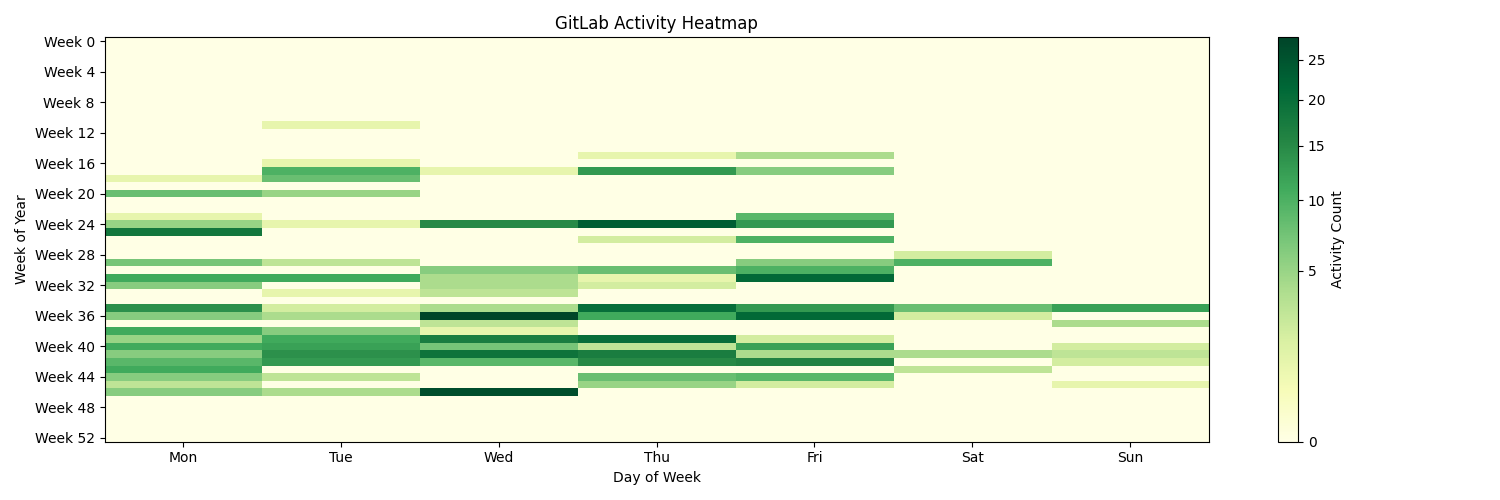 GitLab Activity Heatmap
Week of Year
Week 0
Week 4
Week 8
Week 12
Week 16
Week 20
Week 24
Week 28
Week 32
Week 36
Week 40
Week 44
Week 48
Week 52
Mon Tue Wed Thu Fri Sat Sun
Day of Week
25
20
15
10
5
0
Activity Count